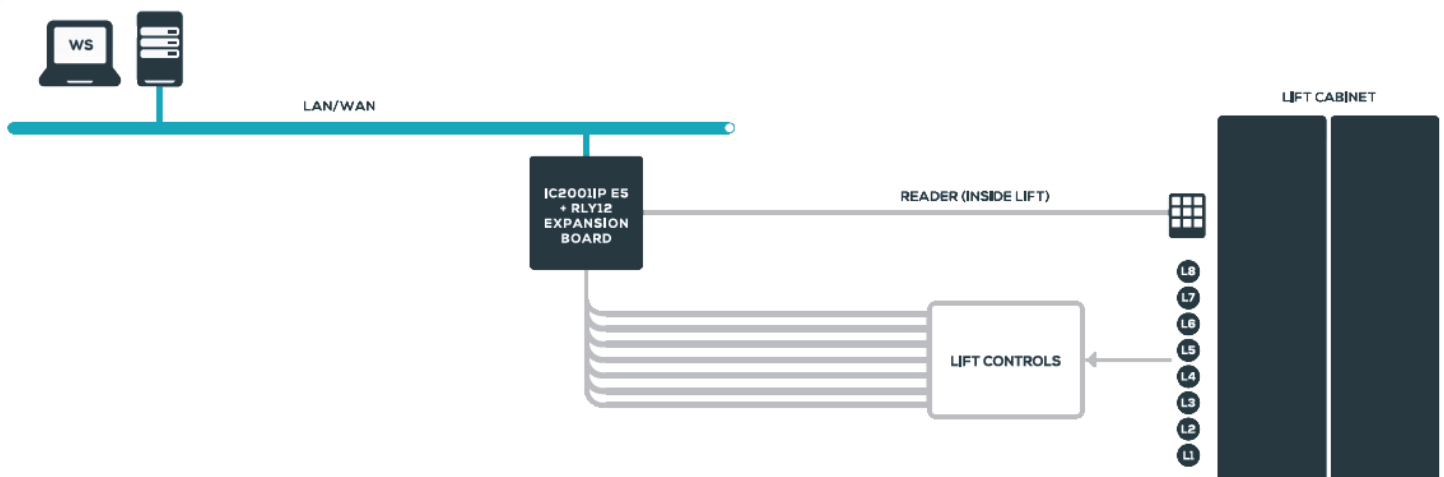 WS
LAN/WAN
LIFT CABINET
IC2001IP E5
+ RLY12
EXPANSION
BOARD
READER (INSIDE LIFT)
L8
L7
L6
L5
L4
L3
L2
L1
LIFT CONTROLS